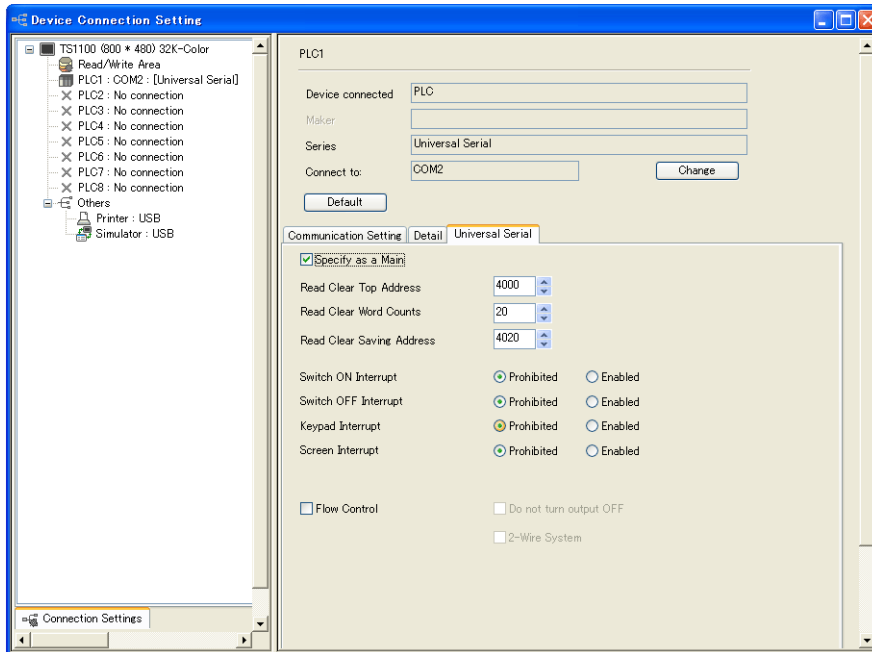 Device Connection Setting
TS1100 (800 * 480) 32K-Color
Read/Write Area
PLC1 : COM2 : [Universal Serial]
PLC2 : No connection
PLC3 : No connection
PLC4 : No connection
PLC5 : No connection
PLC6 : No connection
PLC7 : No connection
PLC8 : No connection
Others
Printer : USB
Simulator : USB
Connection Settings
PLC1
Device connected PLC
Maker
Series Universal Serial
Connect to: COM2 Change
Default
Communication Setting Detail Universal Serial
Specify as a Main
Read Clear Top Address 4000
Read Clear Word Counts 20
Read Clear Saving Address 4020
Switch ON Interrupt Prohibited Enabled
Switch OFF Interrupt Prohibited Enabled
Keypad Interrupt Prohibited Enabled
Screen Interrupt Prohibited Enabled
Flow Control Do not turn output OFF
2-Wire System